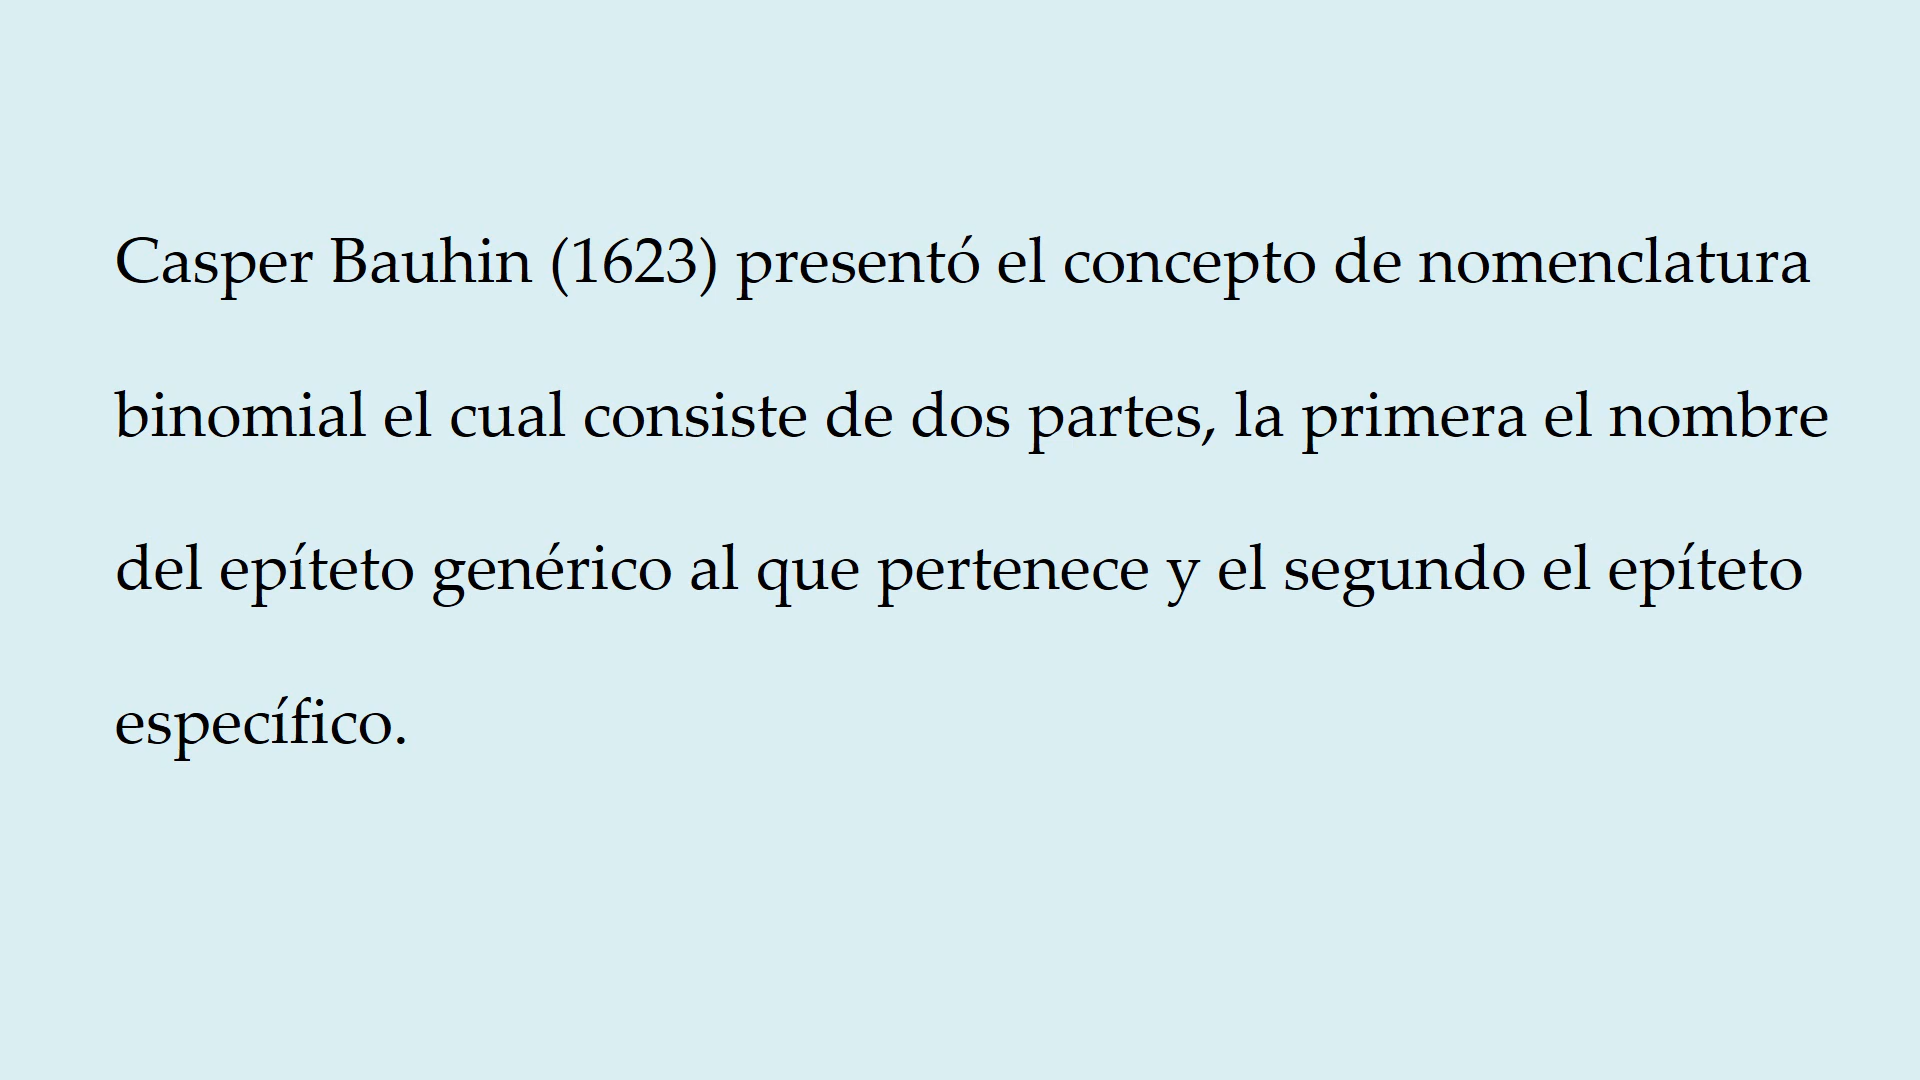 Casper Bauhin (1623) presentó el concepto de nomenclatura
binomial el cual consiste de dos partes, la primera el nombre
del epíteto genérico al que pertenece y el segundo el epíteto
específico.